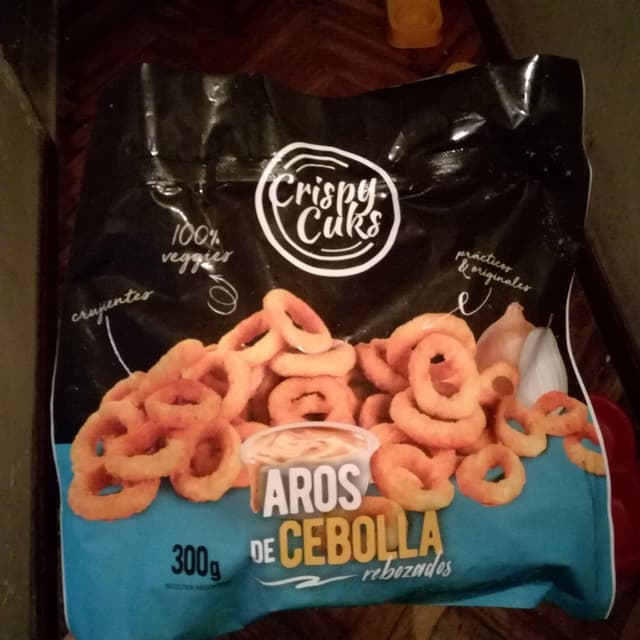 Crispy
Cuks
100%
veggies
prácticos
& originales
crujientes
AROS
DE CEBOLLA
rebozados
300g